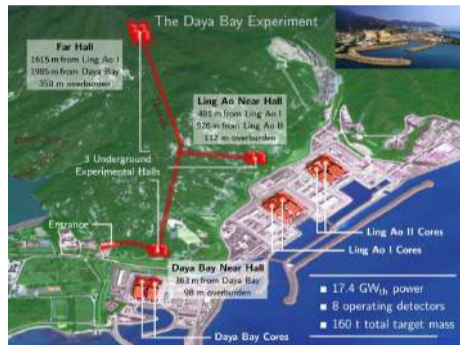 The Daya Bay Experiment
Far Hall
1615 m from Ling Ao I
1985 m from Daya Bay
350 m overburden
Ling Ao Near Hall
481 m from Ling Ao I
526 m from Ling Ao II
112 m overburden
3 Underground
Experimental Halls
Entrance
Daya Bay Near Hall
363 m from Daya Bay
98 m overburden
Daya Bay Cores
Ling Ao II Cores
Ling Ao I Cores
■ 17.4 GWth power
■ 8 operating detectors
■ 160 t total target mass